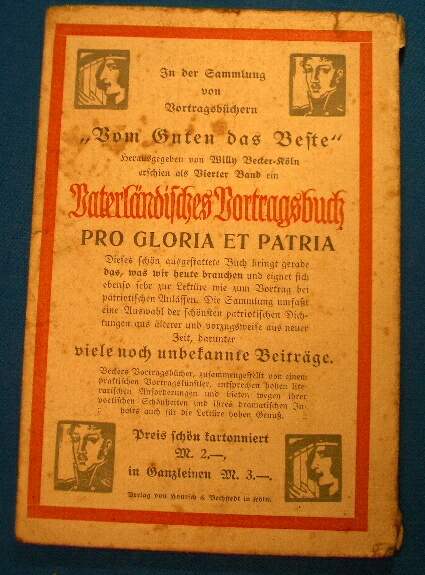 In der Sammlung
von
Vortragsbüchern
„Vom Guten das Beste“
Herausgegeben von Willy Becker-Köln
erschien als Vierter Band ein
Vaterländisches Vortragsbuch
PRO GLORIA ET PATRIA
Dieses schön ausgestattete Buch bringt gerade
das, was wir heute brauchen und eignet sich
ebenso sehr zur Lektüre wie zum Vortrag bei
patriotischen Anlässen. Die Sammlung umfaßt
eine Auswahl der schönsten patriotischen Dich-
tungen aus älterer und vorzugsweise aus neuer
Zeit, darunter
viele noch unbekannte Beiträge.
Beckers Vortragsbücher, zusammengestellt von einem
praktischen Vortragskünstler, entsprechen hohen lite-
rarischen Anforderungen und bieten wegen ihrer
poetischen Schönheiten und ihres dramatischen In-
halts auch für die Lektüre hohen Genuß.
Preis schön kartonniert
M. 2.—,
in Ganzleinen M. 3.—.
Verlag von & Bechstedt in Köln.